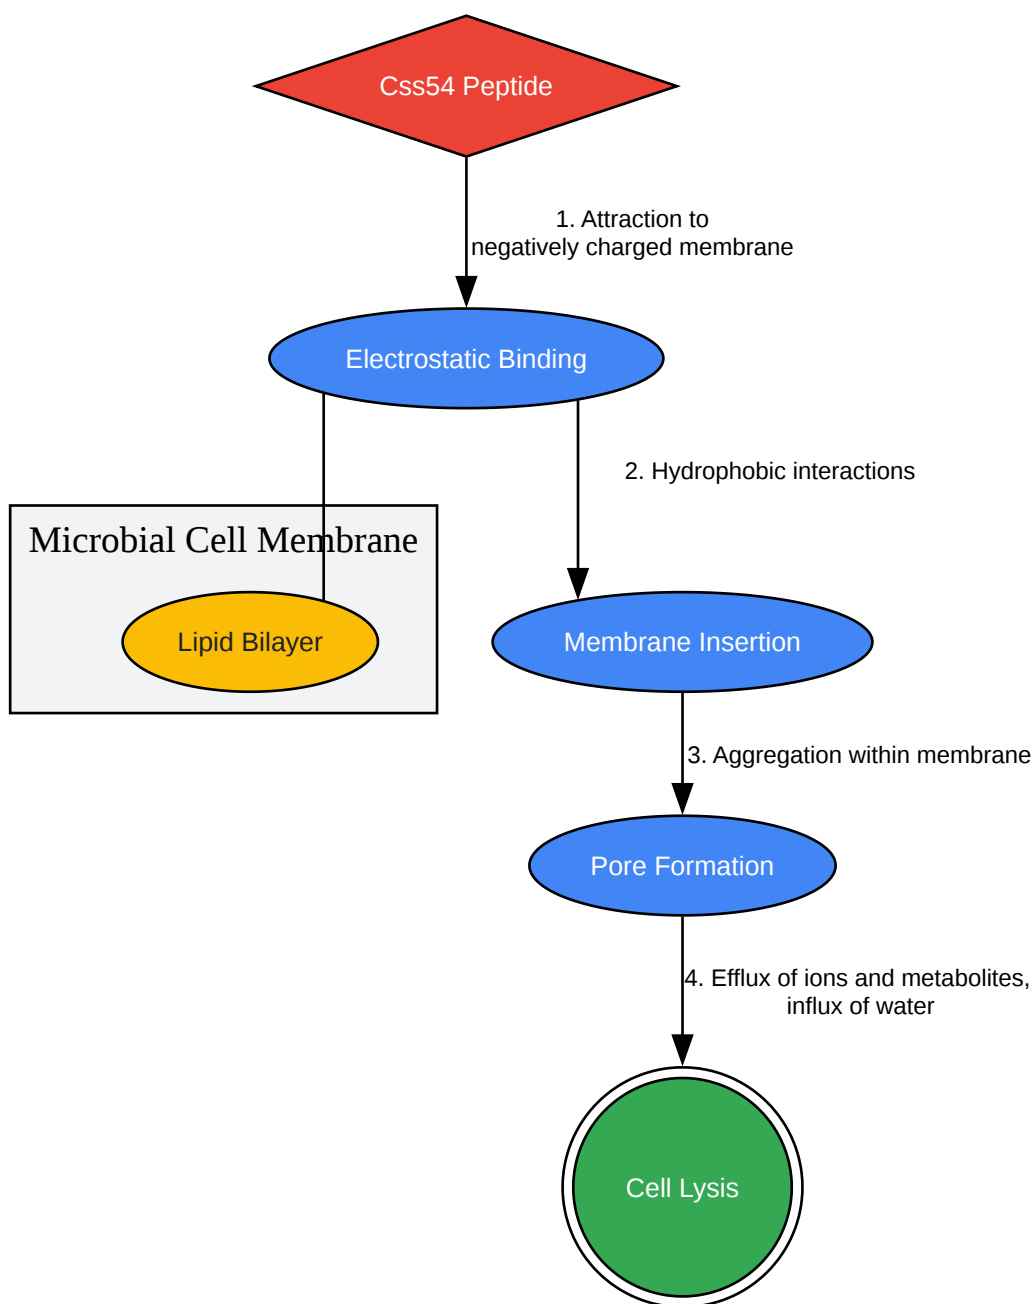 Css54 Peptide
1. Attraction to
negatively charged membrane
Electrostatic Binding
2. Hydrophobic interactions
Microbial Cell Membrane
Lipid Bilayer
Membrane Insertion
3. Aggregation within membrane
Pore Formation
4. Efflux of ions and metabolites,
influx of water
Cell Lysis